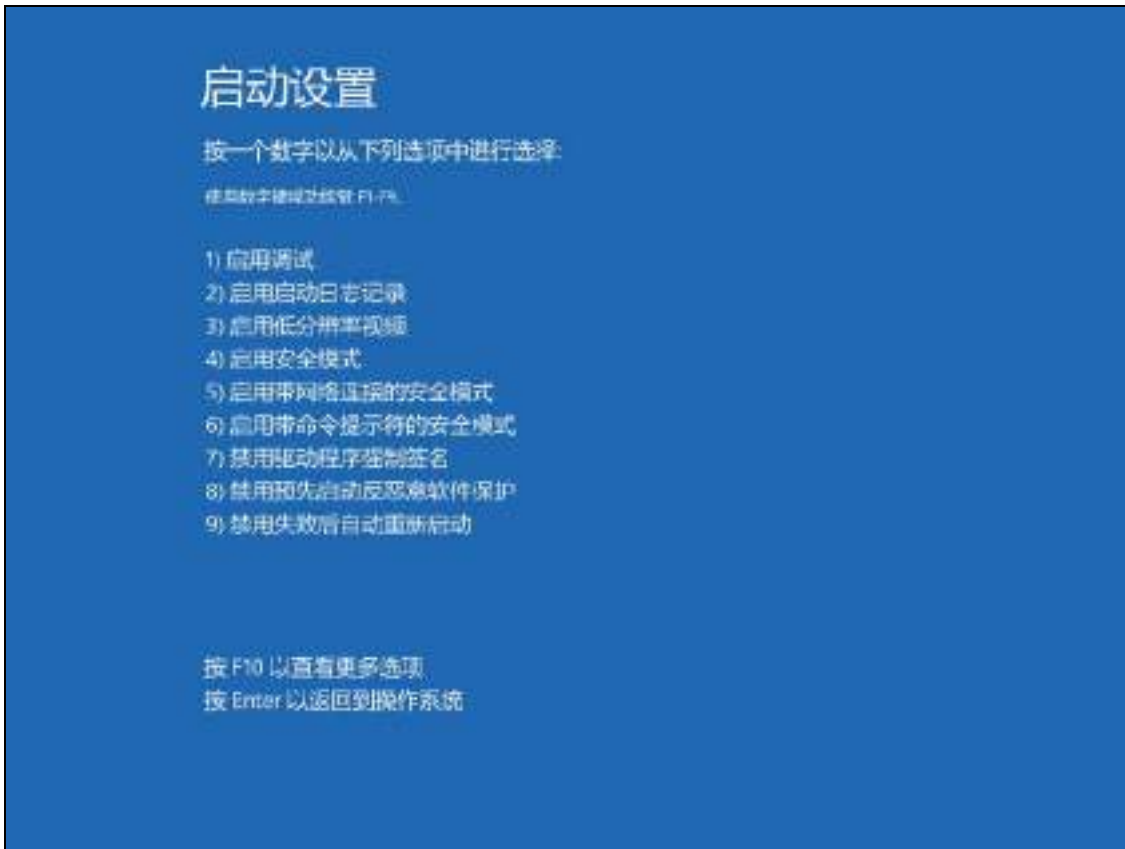 启动设置
按一个数字以从下列选项中进行选择:
使用数字键或功能键 F1-F9。
1) 启用调试
2) 启用启动日志记录
3) 启用低分辨率视频
4) 启用安全模式
5) 启用带网络连接的安全模式
6) 启用带命令提示符的安全模式
7) 禁用驱动程序强制签名
8) 禁用预先启动反恶意软件保护
9) 禁用失败后自动重新启动
按 F10 以查看更多选项
按 Enter 以返回到操作系统